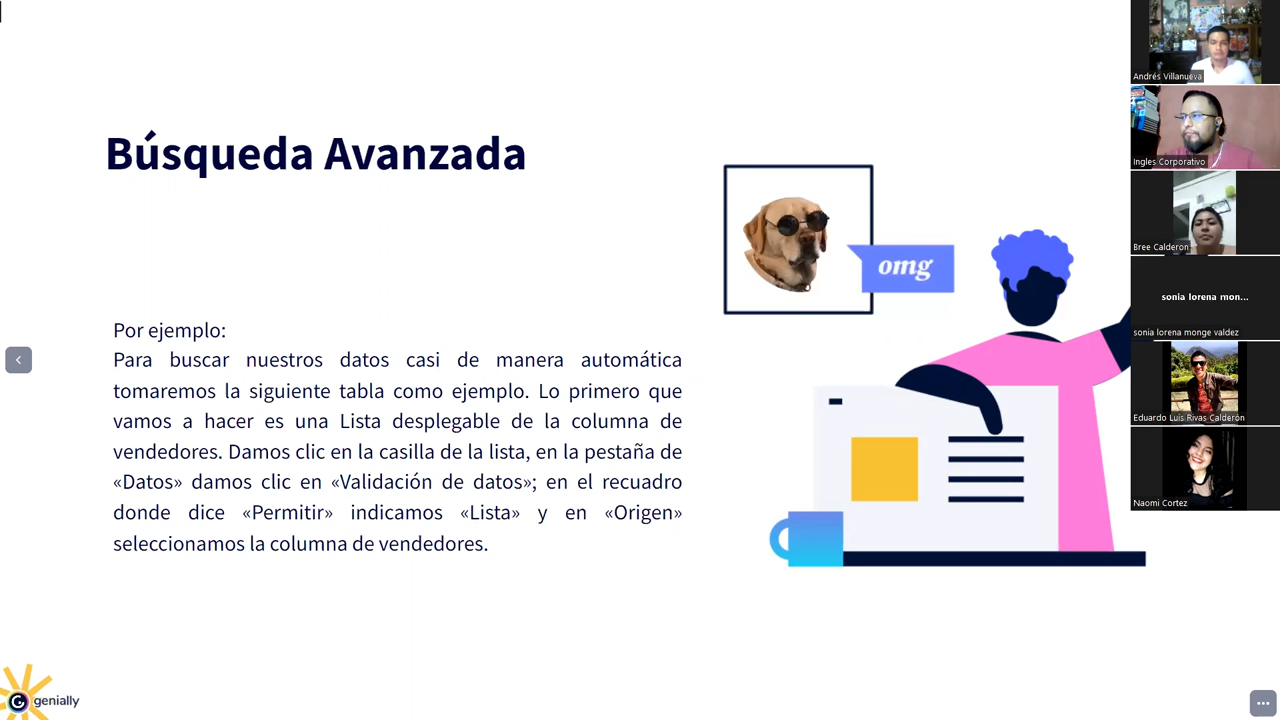 Búsqueda Avanzada
omg
Por ejemplo:
Para buscar nuestros datos casi de manera automática
tomaremos la siguiente tabla como ejemplo. Lo primero que
vamos a hacer es una Lista desplegable de la columna de
vendedores. Damos clic en la casilla de la lista, en la pestaña de
«Datos» damos clic en «Validación de datos»; en el recuadro
donde dice «Permitir» indicamos «Lista» y en «Origen»
seleccionamos la columna de vendedores.
genially
Andrés Villanueva
Ingles Corporativo
Bree Calderon
sonia lorena mon...
sonia lorena monge valdez
Eduardo Luis Rivas Calderón
Naomi Cortez